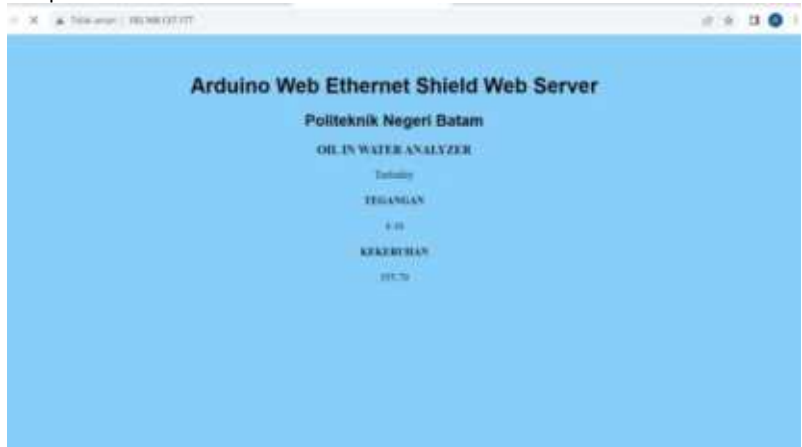 Arduino Web Ethernet Shield Web Server
Politeknik Negeri Batam
OIL IN WATER ANALYZER
Turbidity
TEGANGAN
KEKERUHAN